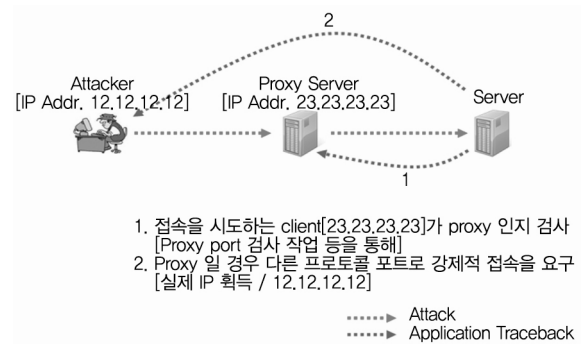 2
Attacker
[IP Addr. 12.12.12.12]
Proxy Server
[IP Addr. 23.23.23.23]
Server
1
1. 접속을 시도하는 client[23.23.23.23]가 proxy 인지 검사
[Proxy port 검사 작업 등을 통해]
2. Proxy 일 경우 다른 프로토콜 포트로 강제적 접속을 요구
[실제 IP 획득 / 12.12.12.12]
Attack
Application Traceback